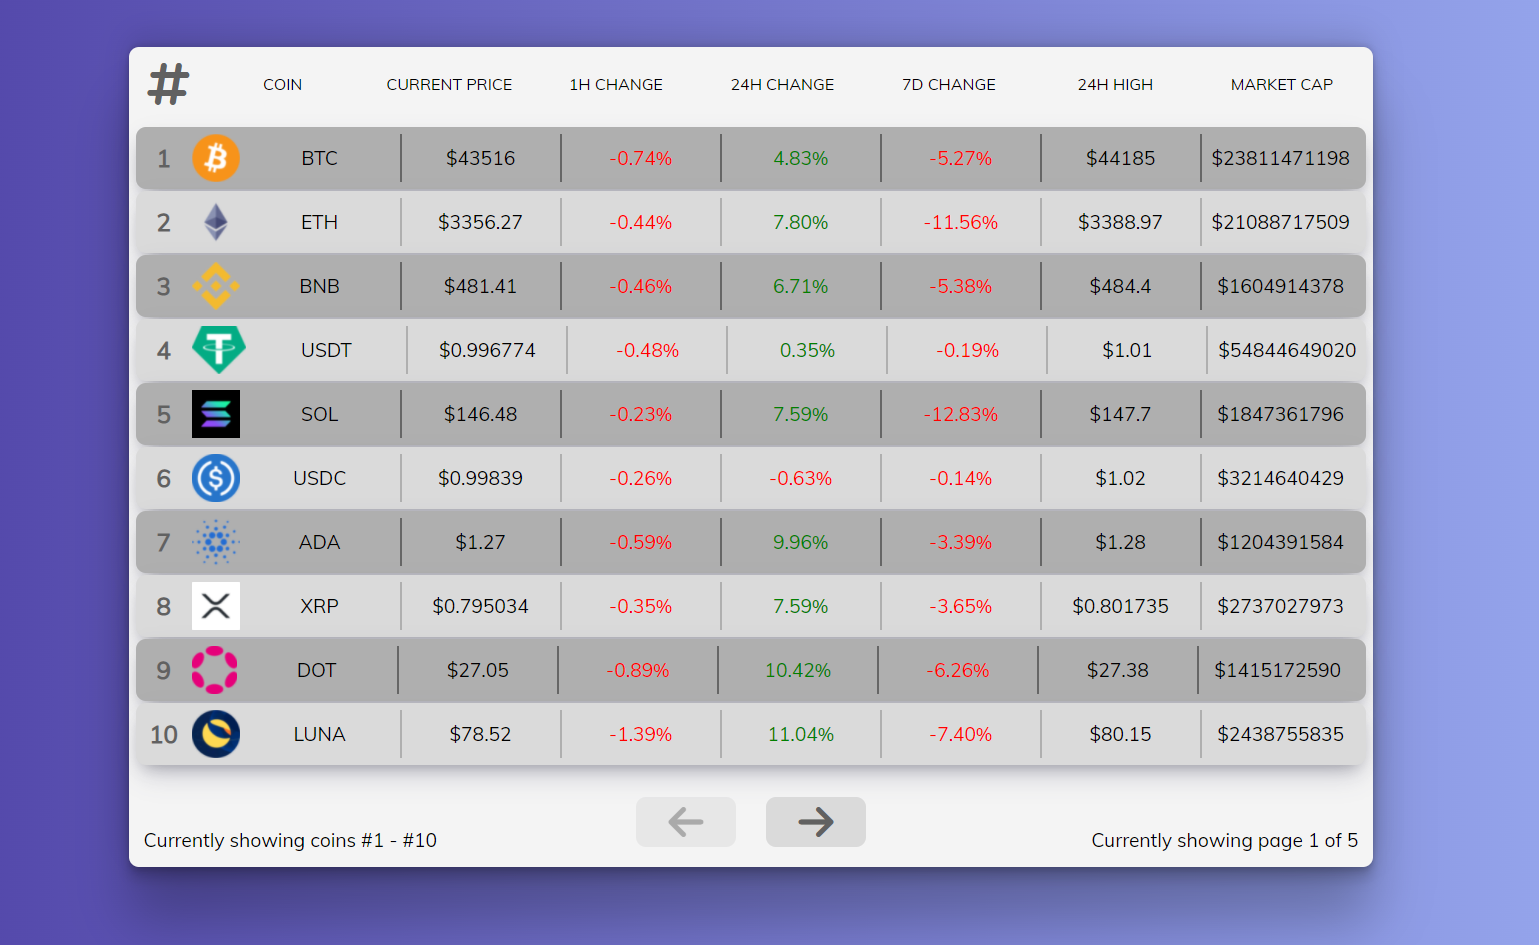 # COIN CURRENT PRICE 1H CHANGE 24H CHANGE 7D CHANGE 24H HIGH MARKET CAP
1 BTC $43516 -0.74% 4.83% -5.27% $44185 $23811471198
2 ETH $3356.27 -0.44% 7.80% -11.56% $3388.97 $21088717509
3 BNB $481.41 -0.46% 6.71% -5.38% $484.4 $1604914378
4 USDT $0.996774 -0.48% 0.35% -0.19% $1.01 $54844649020
5 SOL $146.48 -0.23% 7.59% -12.83% $147.7 $1847361796
6 USDC $0.99839 -0.26% -0.63% -0.14% $1.02 $3214640429
7 ADA $1.27 -0.59% 9.96% -3.39% $1.28 $1204391584
8 XRP $0.795034 -0.35% 7.59% -3.65% $0.801735 $2737027973
9 DOT $27.05 -0.89% 10.42% -6.26% $27.38 $1415172590
10 LUNA $78.52 -1.39% 11.04% -7.40% $80.15 $2438755835
Currently showing coins #1 - #10 Currently showing page 1 of 5